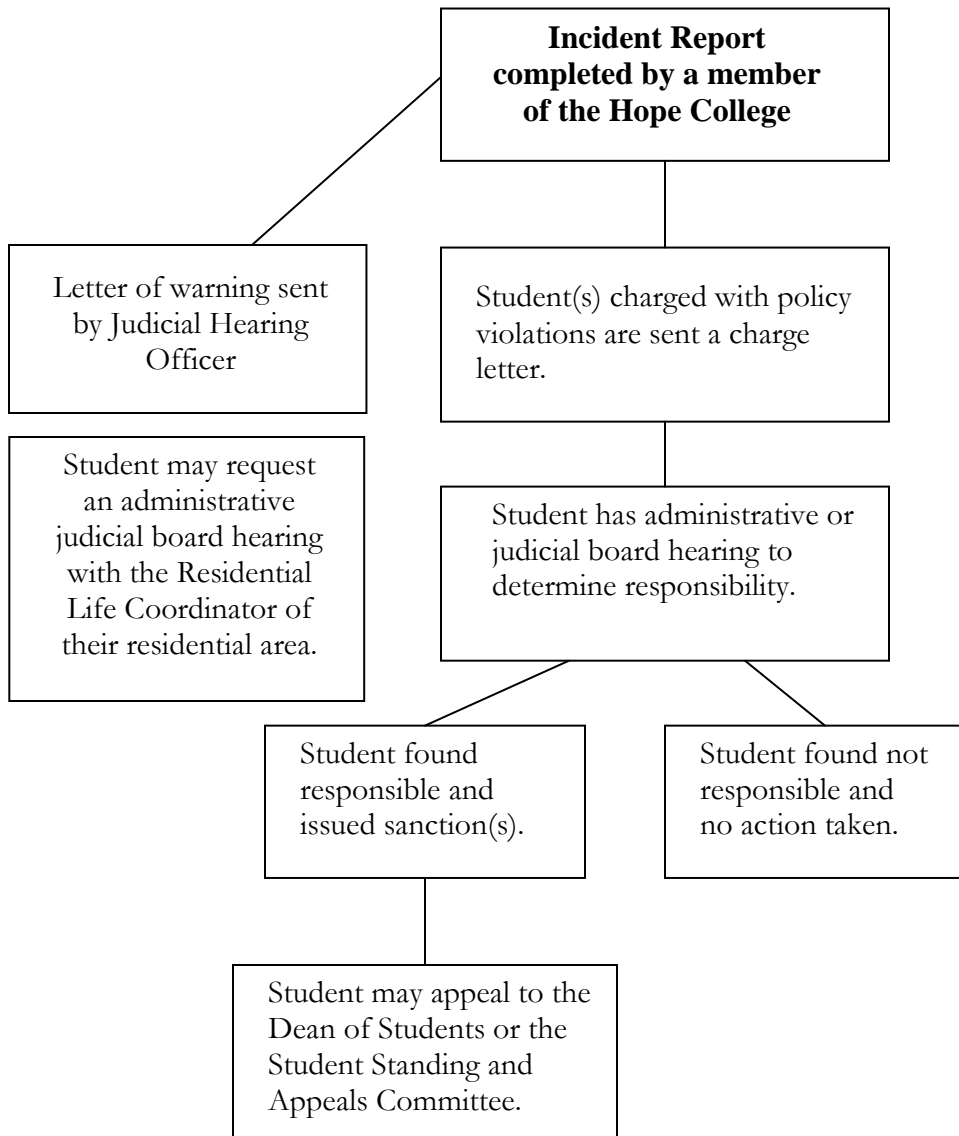 Incident Report
completed by a member
of the Hope College
Letter of warning sent
by Judicial Hearing
Officer
Student(s) charged with policy
violations are sent a charge
letter.
Student may request
an administrative
judicial board hearing
with the Residential
Life Coordinator of
their residential area.
Student has administrative or
judicial board hearing to
determine responsibility.
Student found
responsible and
issued sanction(s).
Student found not
responsible and
no action taken.
Student may appeal to the
Dean of Students or the
Student Standing and
Appeals Committee.